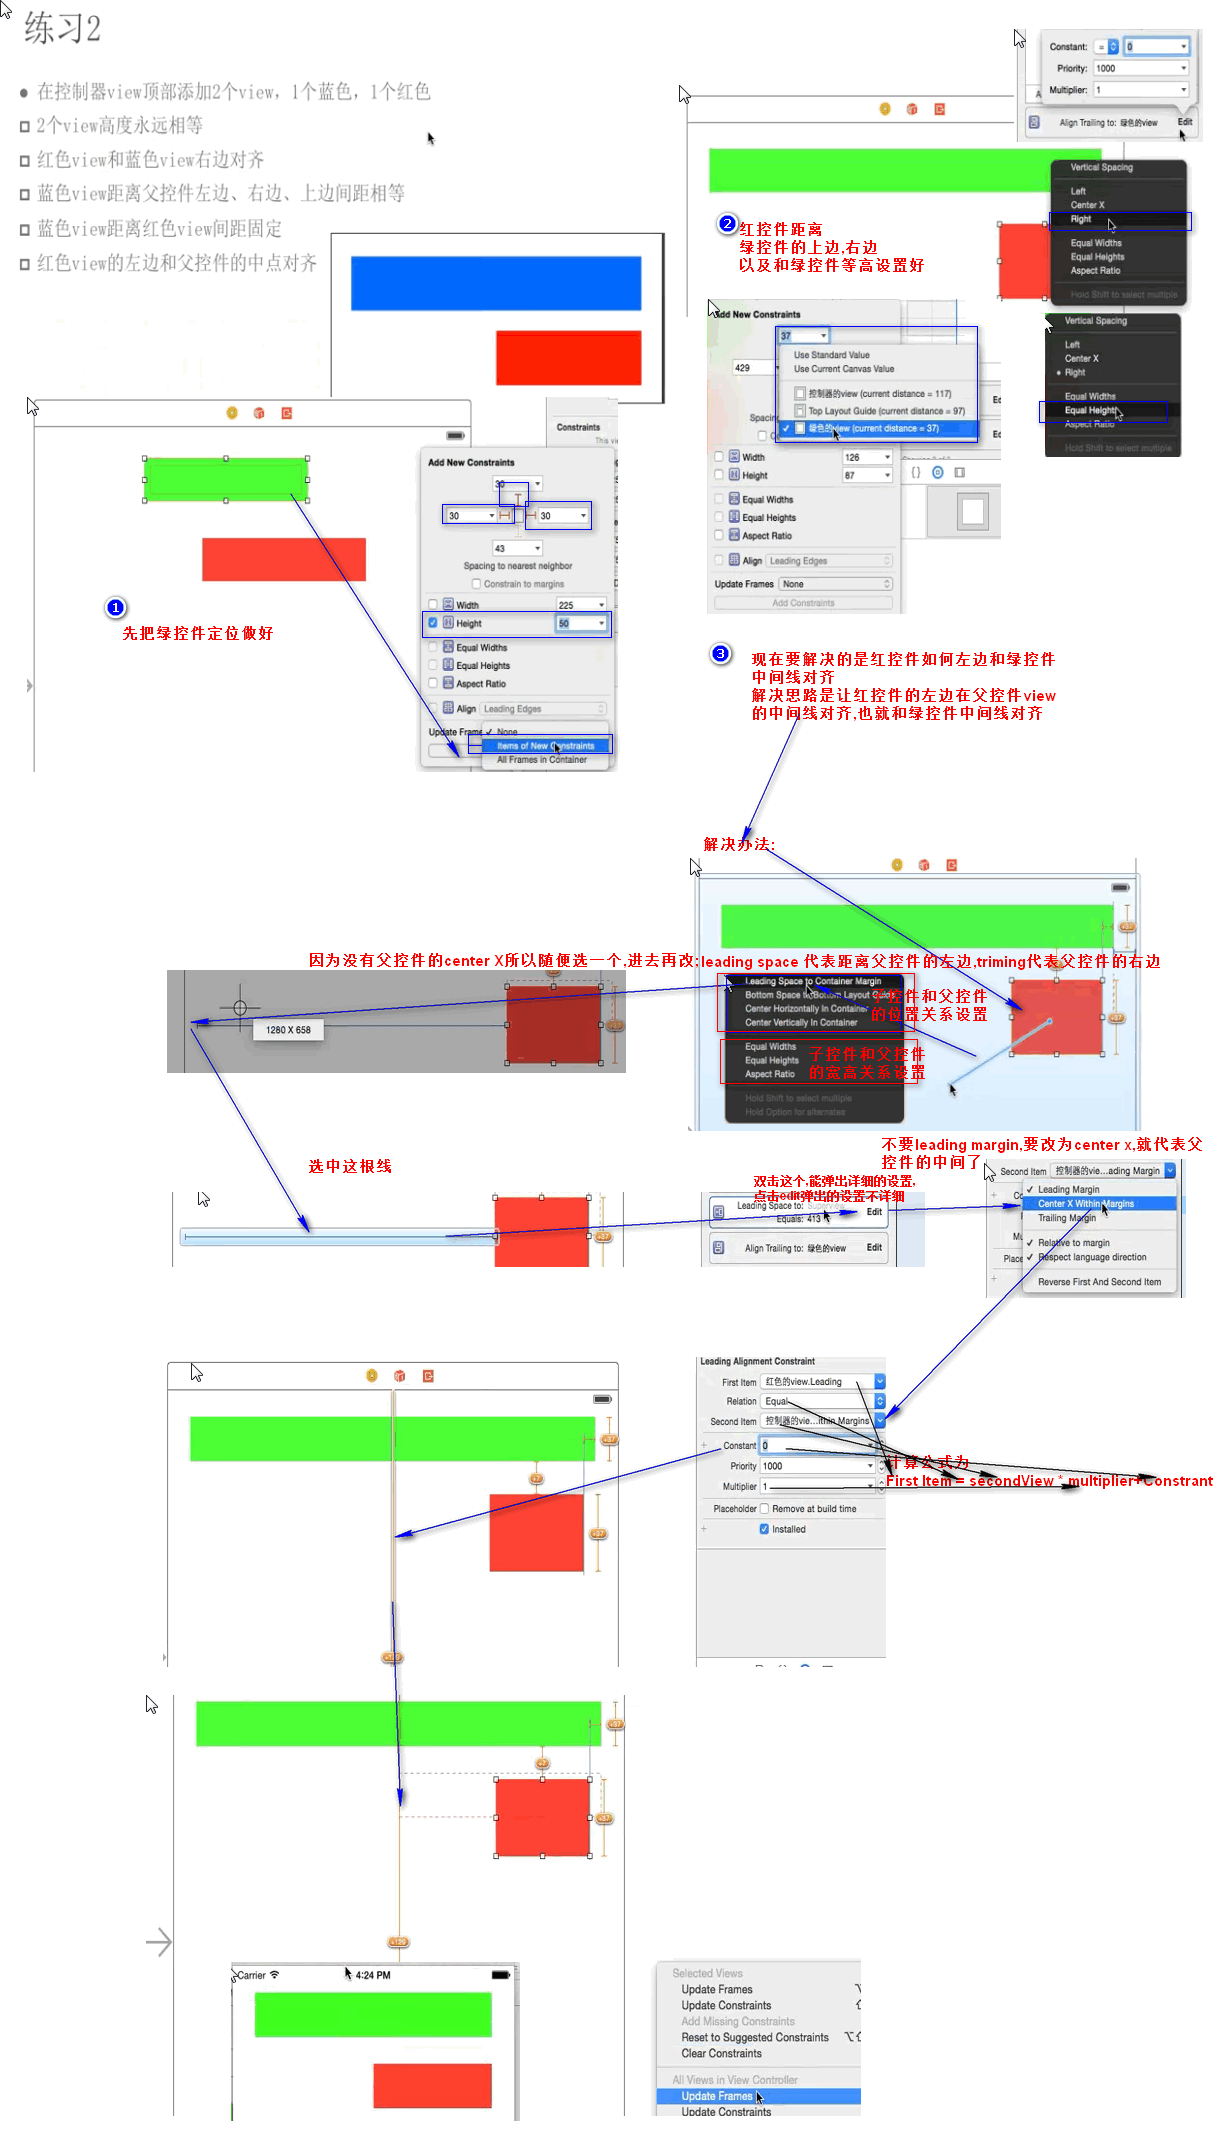 练习2
在控制器view顶部添加2个view，1个蓝色，1个红色
2个view高度永远相等
红色view和蓝色view右边对齐
蓝色view距离父控件左边、右边、上边间距相等
蓝色view距离红色view间距固定
红色view的左边和父控件的中点对齐
Constant: = 0
Priority: 1000
Multiplier: 1
Align Trailing to: 绿色的view Edit
Vertical Spacing
Left
Center X
Right
Equal Widths
Equal Heights
Aspect Ratio
Hold Shift to select multiple
2
红控件距离
绿控件的上边,右边
以及和绿控件等高设置好
Add New Constraints
37
Use Standard Value
Use Current Canvas Value
429
控制器的view (current distance = 117)
Top Layout Guide (current distance = 97)
绿色的view (current distance = 37)
Width 126
Height 87
Equal Widths
Equal Heights
Aspect Ratio
Align Leading Edges
Update Frames None
Add Constraints
Vertical Spacing
Left
Center X
Right
Equal Widths
Equal Heights
Aspect Ratio
Hold Shift to select multiple
Constraints
Add New Constraints
30
30 30
43
Spacing to nearest neighbor
Constrain to margins
Width 225
Height 50
Equal Widths
Equal Heights
Aspect Ratio
Align Leading Edges
Update Frame None
Items of New Constraints
All Frames in Container
1
先把绿控件定位做好
3
现在要解决的是红控件如何左边和绿控件
中间线对齐
解决思路是让红控件的左边在父控件view
的中间线对齐,也就和绿控件中间线对齐
解决办法:
因为没有父控件的center X所以随便选一个,进去再改;leading space 代表距离父控件的左边,triming代表父控件的右边
Leading Space to Container Margin
Bottom Space to Bottom Layout Guide
Center Horizontally In Container
Center Vertically In Container
子控件和父控件
的位置关系设置
Equal Widths
Equal Heights
Aspect Ratio
子控件和父控件
的宽高关系设置
Hold Shift to select multiple
Hold Option for alternates
1280 X 658
选中这根线
不要leading margin,要改为center x,就代表父
控件的中间了
双击这个,能弹出详细的设置,
点击edit弹出的设置不详细
Leading Space to: Superview
Equals: 413 Edit
Align Trailing to: 绿色的view Edit
Second Item 控制器的vie...ading Margin
Leading Margin
Center X Within Margins
Trailing Margin
Relative to margin
Respect language direction
Reverse First And Second Item
Leading Alignment Constraint
First Item 红色的view.Leading
Relation Equal
Second Item 控制器的vie...ithin Margins
Constant 0
Priority 1000
Multiplier 1
Placeholder Remove at build time
Installed
计算公式为
First Item = secondView * multiplier+Constrant
Carrier 4:24 PM
Selected Views
Update Frames
Update Constraints
Add Missing Constraints
Reset to Suggested Constraints
Clear Constraints
All Views in View Controller
Update Frames
Update Constraints